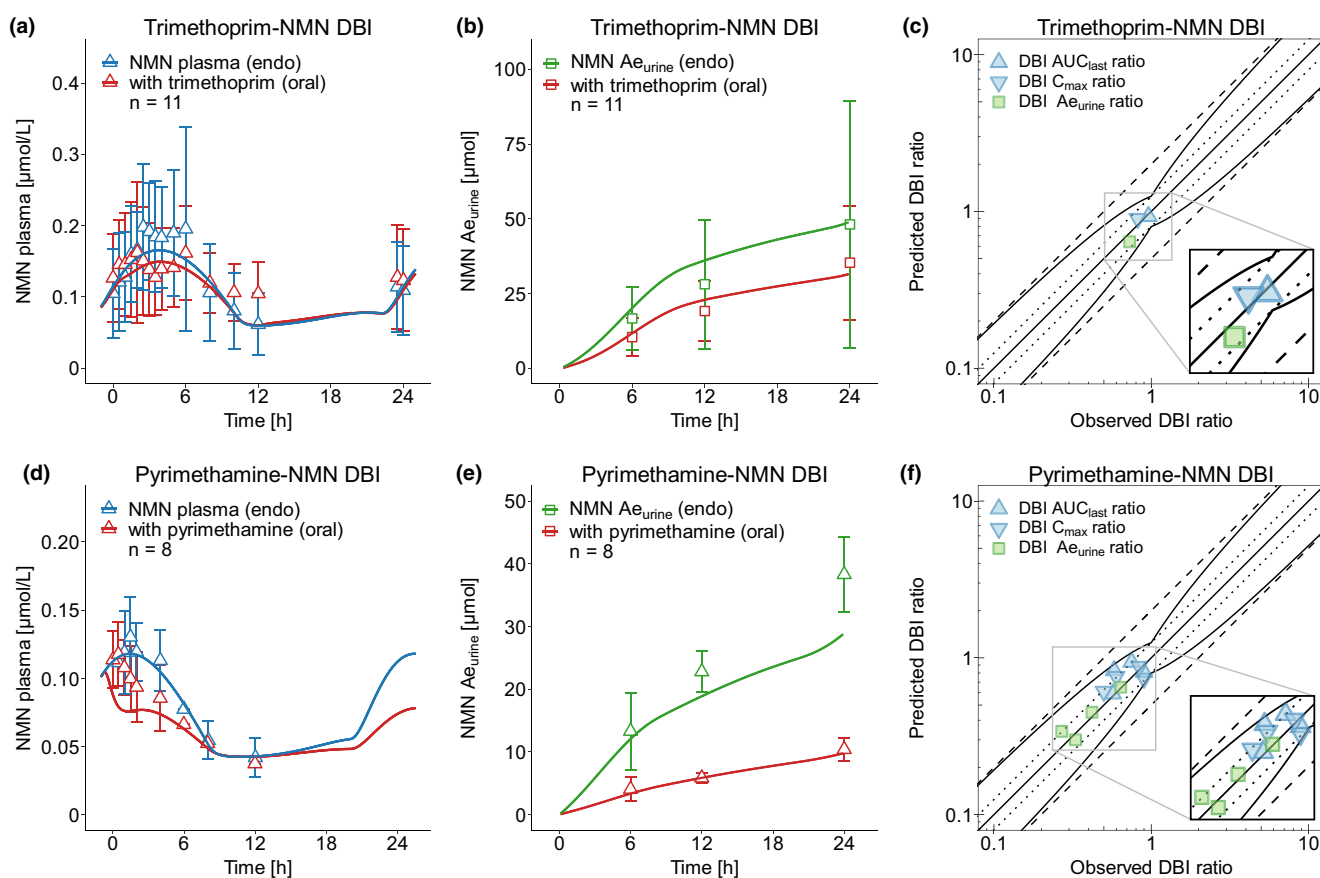 (a)
Trimethoprim-NMN DBI
NMN plasma (endo)
with trimethoprim (oral)
n = 11
NMN plasma [µmol/L]
0.4
0.3
0.2
0.1
0
0
6
12
18
24
Time [h]
(b)
Trimethoprim-NMN DBI
NMN Aeurine (endo)
with trimethoprim (oral)
n = 11
NMN Aeurine [µmol]
100
75
50
25
0
0
6
12
18
24
Time [h]
(c)
Trimethoprim-NMN DBI
DBI AUClast ratio
DBI Cmax ratio
DBI Aeurine ratio
Predicted DBI ratio
10
1
0.1
0.1
1
10
Observed DBI ratio
(d)
Pyrimethamine-NMN DBI
NMN plasma (endo)
with pyrimethamine (oral)
n = 8
NMN plasma [µmol/L]
0.20
0.15
0.10
0.05
0
0
6
12
18
24
Time [h]
(e)
Pyrimethamine-NMN DBI
NMN Aeurine (endo)
with pyrimethamine (oral)
n = 8
NMN Aeurine [µmol]
50
40
30
20
10
0
0
6
12
18
24
Time [h]
(f)
Pyrimethamine-NMN DBI
DBI AUClast ratio
DBI Cmax ratio
DBI Aeurine ratio
Predicted DBI ratio
10
1
0.1
0.1
1
10
Observed DBI ratio